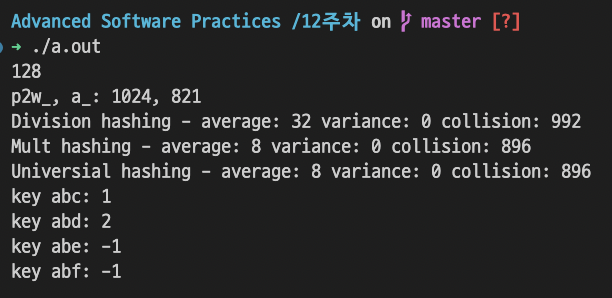 Advanced Software Practices /12주차 on master [?]
➜ ./a.out
128
p2w_, a_: 1024, 821
Division hashing - average: 32 variance: 0 collision: 992
Mult hashing - average: 8 variance: 0 collision: 896
Universial hashing - average: 8 variance: 0 collision: 896
key abc: 1
key abd: 2
key abe: -1
key abf: -1